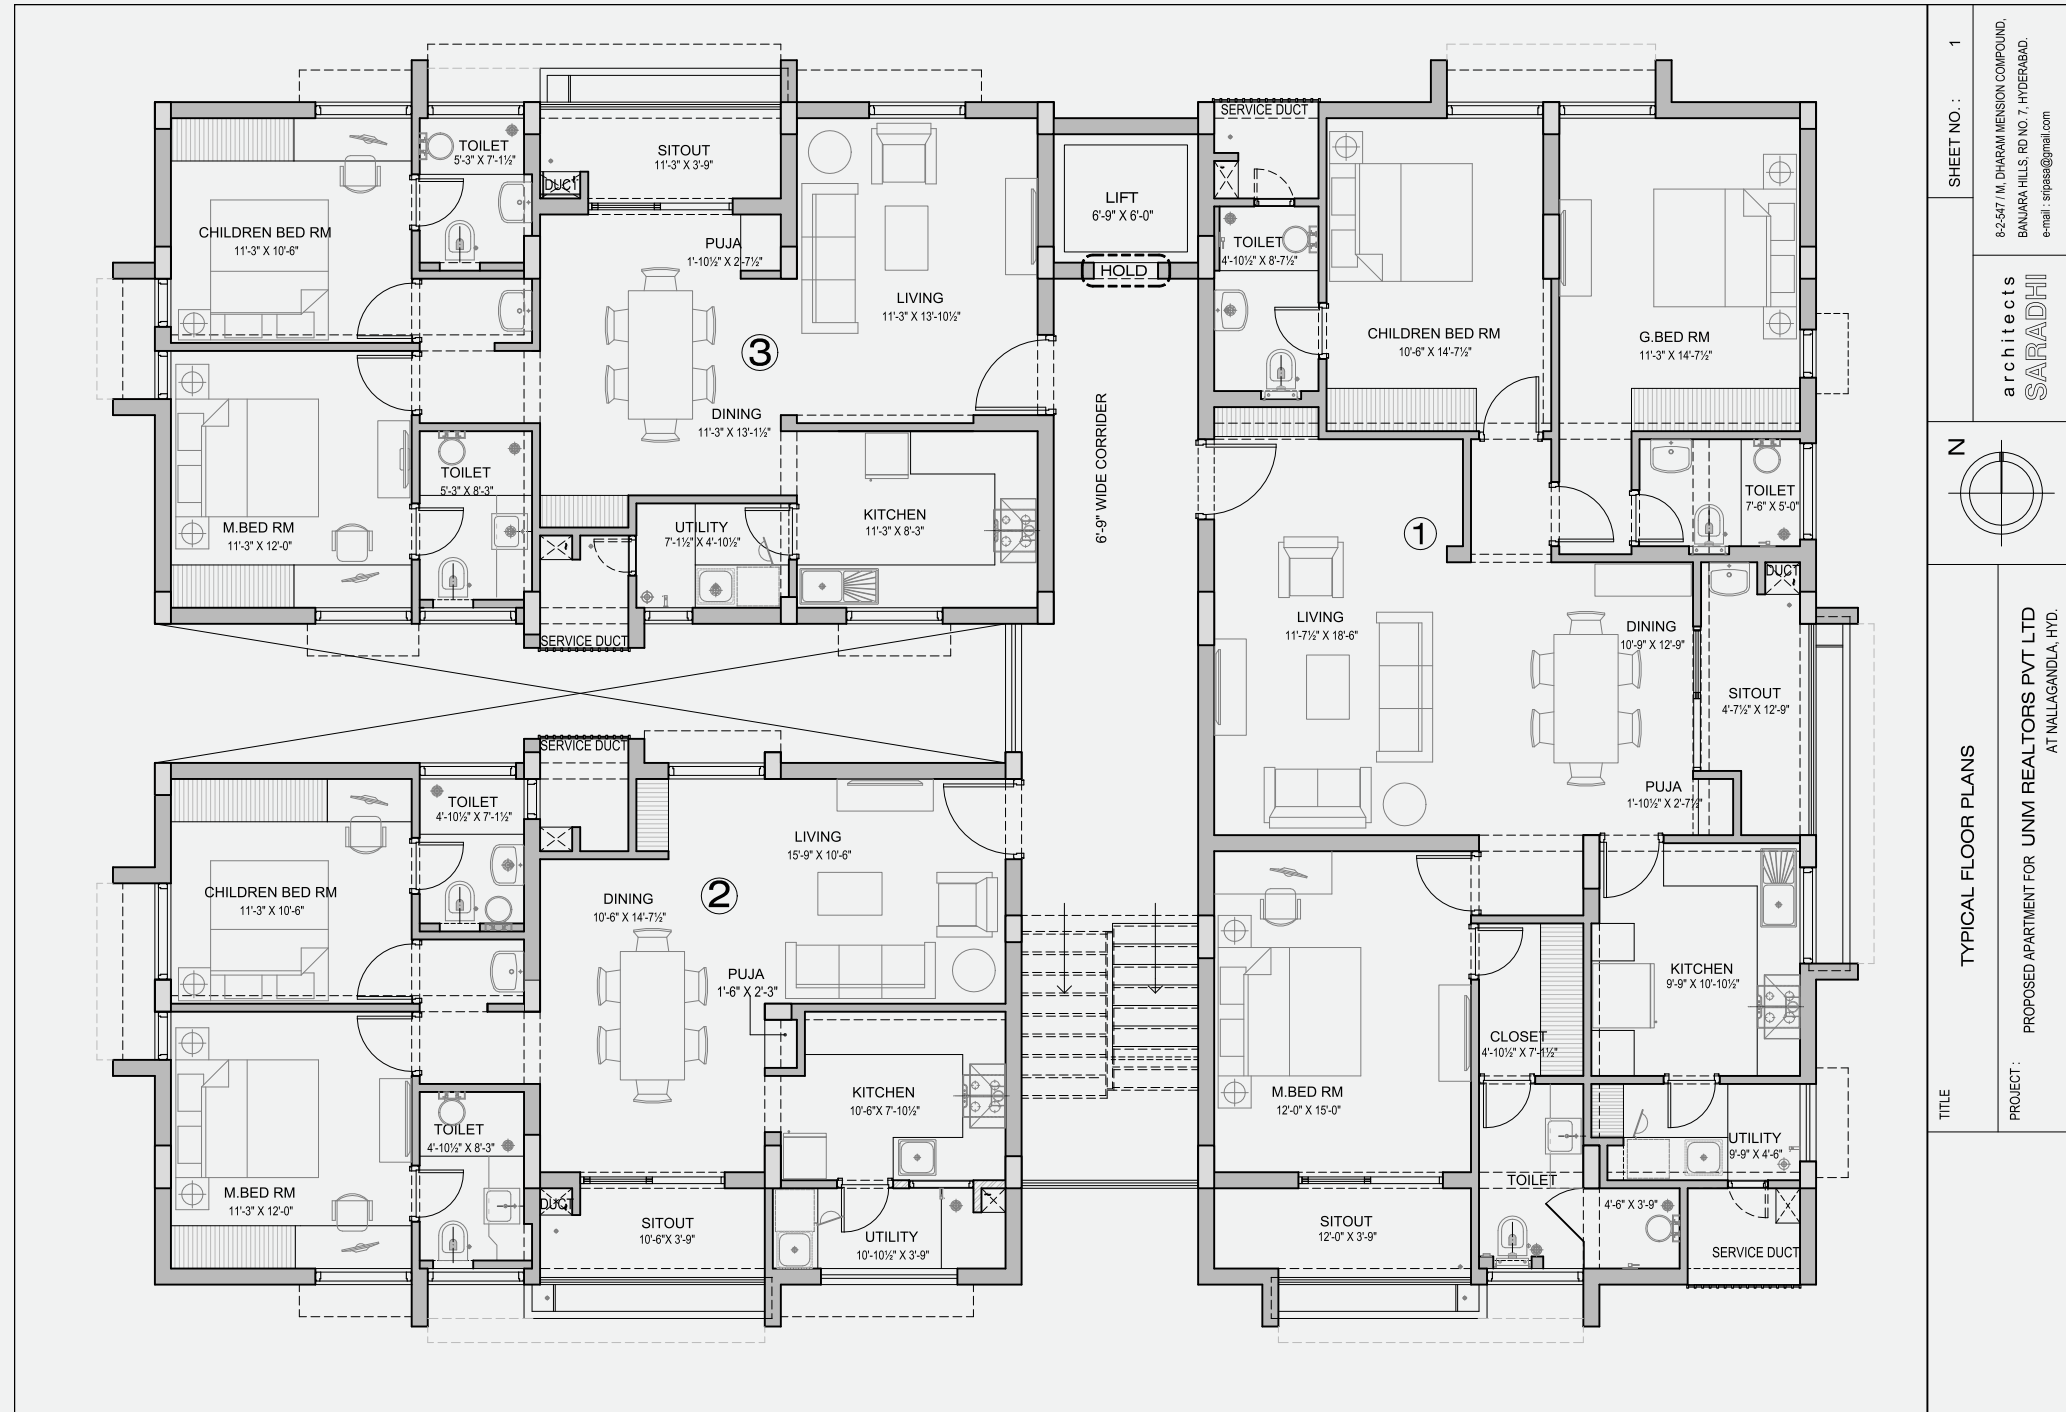 TOILET
5'-3" X 7'-1½"
SITOUT
11'-3" X 3'-9"
DUCT
CHILDREN BED RM
11'-3" X 10'-6"
PUJA
1'-10½" X 2-7½"
LIVING
11'-3" X 13'-10½"
3
DINING
11'-3" X 13'-1½"
TOILET
5'-3" X 8'-3"
M.BED RM
11'-3" X 12'-0"
UTILITY
7'-1½" X 4'-10½"
KITCHEN
11'-3" X 8'-3"
SERVICE DUCT
LIFT
6'-9" X 6'-0"
HOLD
6'-9" WIDE CORRIDER
SERVICE DUCT
TOILET
4'-10½" X 8'-7½"
CHILDREN BED RM
10'-6" X 14'-7½"
G.BED RM
11'-3" X 14'-7½"
TOILET
7'-6" X 5'-0"
1
DUCT
LIVING
11'-7½" X 18'-6"
DINING
10'-9" X 12'-9"
SITOUT
4'-7½" X 12'-9"
PUJA
1'-10½" X 2'-7½"
KITCHEN
9'-9" X 10'-10½"
CLOSET
4'-10½" X 7'-1½"
M.BED RM
12'-0" X 15'-0"
UTILITY
9'-9" X 4'-6"
TOILET
4'-6" X 3'-9"
SITOUT
12'-0" X 3'-9"
SERVICE DUCT
SERVICE DUCT
TOILET
4'-10½" X 7'-1½"
LIVING
15'-9" X 10'-6"
CHILDREN BED RM
11'-3" X 10'-6"
DINING
10'-6" X 14'-7½"
2
PUJA
1'-6" X 2'-3"
KITCHEN
10'-6"X 7'-10½"
TOILET
4'-10½" X 8'-3"
M.BED RM
11'-3" X 12'-0"
DUCT
SITOUT
10'-6"X 3'-9"
UTILITY
10'-10½" X 3'-9"
SHEET NO. : 1
8-2-547 / M, DHARAM MENSION COMPOUND,
BANJARA HILLS, RD NO. 7, HYDERABAD.
e-mail : sripasa@gmail.com
architects
SARADHI
N
TITLE
TYPICAL FLOOR PLANS
PROJECT :
PROPOSED APARTMENT FOR UNM REALTORS PVT LTD
AT NALLAGANDLA, HYD.